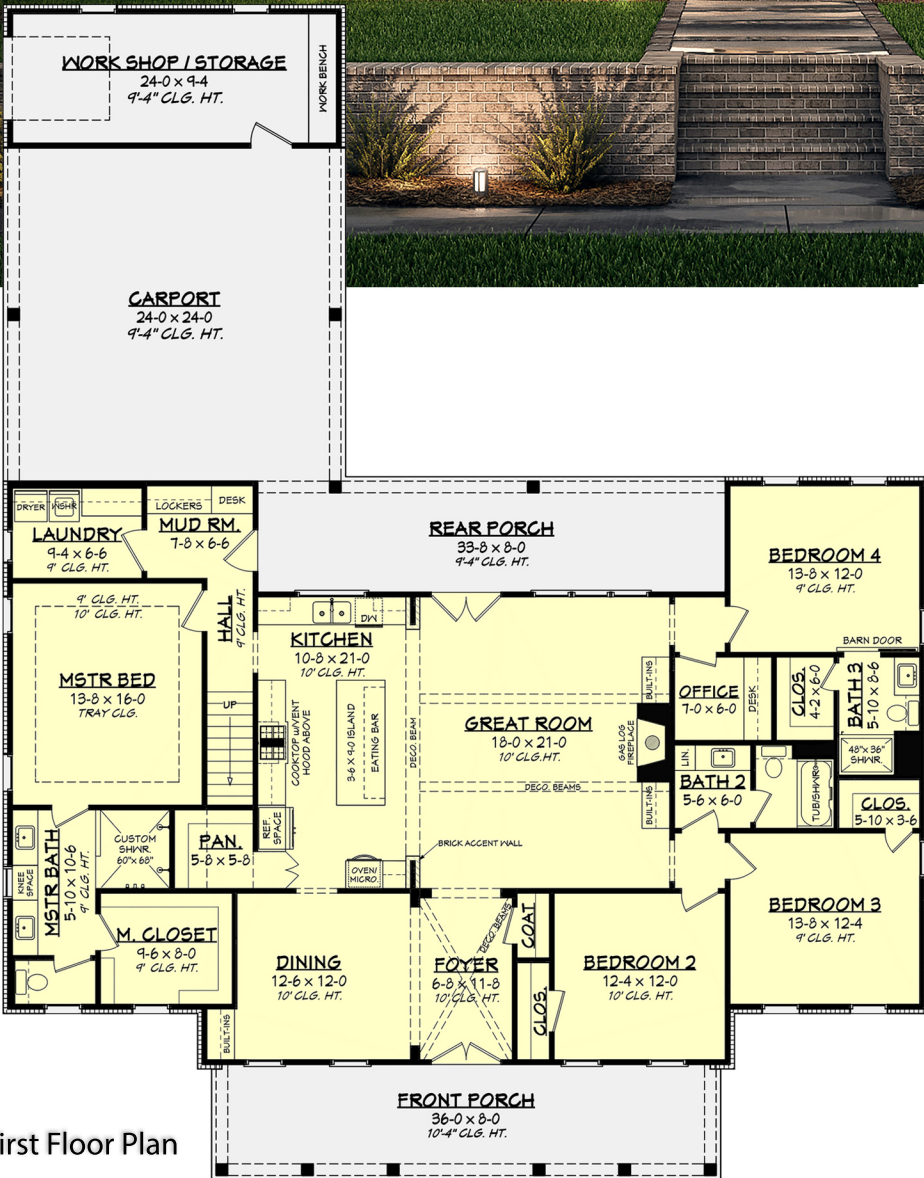 WORK SHOP / STORAGE
24-0 x 9-4
9'-4" CLG. HT.
WORK BENCH
CARPORT
24-0 x 24-0
9'-4" CLG. HT.
DRYER
WSHR
LAUNDRY
9-4 x 6-6
9' CLG. HT.
LOCKERS
DESK
MUD RM.
7-8 x 6-6
REAR PORCH
33-8 x 8-0
9'-4" CLG. HT.
BEDROOM 4
13-8 x 12-0
9' CLG. HT.
BARN DOOR
9' CLG. HT.
10' CLG. HT.
MSTR BED
13-8 x 16-0
TRAY CLG.
HALL
9' CLG. HT.
UP
DW
KITCHEN
10-8 x 21-0
10' CLG. HT.
COOKTOP w/VENT
HOOD ABOVE
3-6 x 9-0 ISLAND
EATING BAR
DECO. BEAM
GREAT ROOM
18-0 x 21-0
10' CLG.HT.
DECO. BEAMS
BUILT-INS
GAS LOG
FIREPLACE
BUILT-INS
OFFICE
7-0 x 6-0
DESK
CLOS.
4-2 x 6-0
BATH 3
5-10 x 8-6
48"x 36"
SHWR.
LIN.
BATH 2
5-6 x 6-0
TUB/SHWR
CLOS.
5-10 x 3-6
REF.
SPACE
PAN.
5-8 x 5-8
CUSTOM
SHWR.
60"x 68"
KNEE
SPACE
MSTR BATH
5-10 x 10-6
9' CLG. HT.
OVEN/
MICRO.
BRICK ACCENT WALL
M. CLOSET
9-6 x 8-0
9' CLG. HT.
DINING
12-6 x 12-0
10' CLG. HT.
BUILT-INS
DECO. BEAMS
FOYER
6-8 x 11-8
10' CLG. HT.
COAT
CLOS.
BEDROOM 2
12-4 x 12-0
10' CLG. HT.
BEDROOM 3
13-8 x 12-4
9' CLG. HT.
FRONT PORCH
36-0 x 8-0
10'-4" CLG. HT.
irst Floor Plan